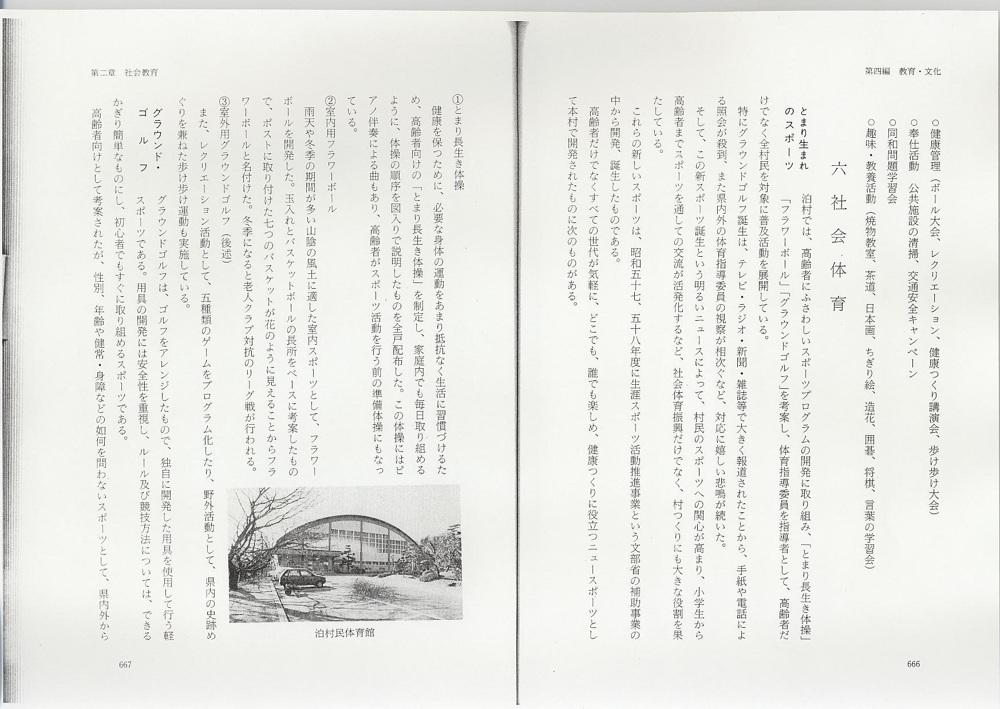 第四編　教育・文化
○健康管理（ボール大会、レクリエーション、健康つくり講演会、歩け歩け大会）
○奉仕活動　公共施設の清掃、交通安全キャンペーン
○同和問題学習会
○趣味・教養活動（焼物教室、茶道、日本画、ちぎり絵、造花、囲碁、将棋、言葉の学習会）
六　社会体育
とまり生まれ
のスポーツ
泊村では、高齢者にふさわしいスポーツプログラムの開発に取り組み、「とまり長生き体操」
「フラワーボール」「グラウンドゴルフ」を考案し、体育指導委員を指導者として、高齢者だ
けでなく全村民を対象に普及活動を展開している。
特にグラウンドゴルフ誕生は、テレビ・ラジオ・新聞・雑誌等で大きく報道されたことから、手紙や電話によ
る照会が殺到、また県内外の体育指導委員の視察が相次ぐなど、対応に嬉しい悲鳴が続いた。
そして、この新スポーツ誕生という明るいニュースによって、村民のスポーツへの関心が高まり、小学生から
高齢者までスポーツを通しての交流が活発化するなど、社会体育振興だけでなく、村つくりにも大きな役割を果
たしている。
これらの新しいスポーツは、昭和五十七、五十八年度に生涯スポーツ活動推進事業という文部省の補助事業の
中から開発、誕生したものである。
高齢者だけでなくすべての世代が気軽に、どこでも、誰でも楽しめ、健康つくりに役立つニュースポーツとし
て本村で開発されたものに次のものがある。
666
第二章　社会教育
①とまり長生き体操
健康を保つために、必要な身体の運動をあまり抵抗なく生活に習慣づけるた
め、高齢者向けの「とまり長生き体操」を制定し、家庭内でも毎日取り組める
ように、体操の順序を図入りで説明したものを全戸配布した。この体操にはピ
アノ伴奏による曲もあり、高齢者がスポーツ活動を行う前の準備体操にもなっ
ている。
②室内用フラワーボール
雨天や冬季の期間が多い山陰の風土に適した室内スポーツとして、フラワー
ボールを開発した。玉入れとバスケットボールの長所をベースに考案したもの
で、ポストに取り付けた七つのバスケットが花のように見えることからフラ
ワーボールと名付けた。冬季になると老人クラブ対抗のリーグ戦が行われる。
③室外用グラウンドゴルフ（後述）
また、レクリエーション活動として、五種類のゲームをプログラム化したり、野外活動として、県内の史跡め
ぐりを兼ねた歩け歩け運動も実施している。
グラウンド・
ゴルフ
グラウンドゴルフは、ゴルフをアレンジしたもので、独自に開発した用具を使用して行う軽
スポーツである。用具の開発には安全性を重視し、ルール及び競技方法については、できる
かぎり簡単なものにし、初心者でもすぐに取り組めるスポーツである。
高齢者向けとして考案されたが、性別、年齢や健常・身障などの如何を問わないスポーツとして、県内外から
泊村民体育館
667